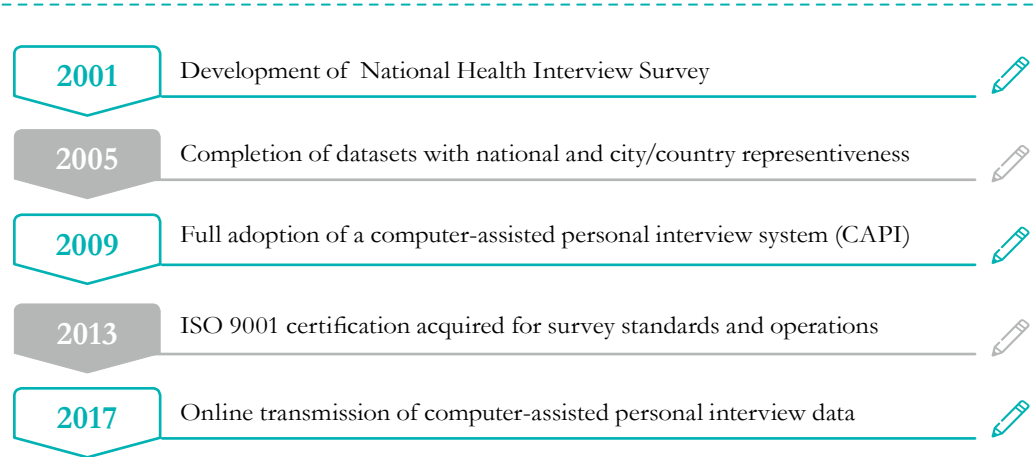 2001
Development of National Health Interview Survey
2005
Completion of datasets with national and city/country representiveness
2009
Full adoption of a computer-assisted personal interview system (CAPI)
2013
ISO 9001 certification acquired for survey standards and operations
2017
Online transmission of computer-assisted personal interview data